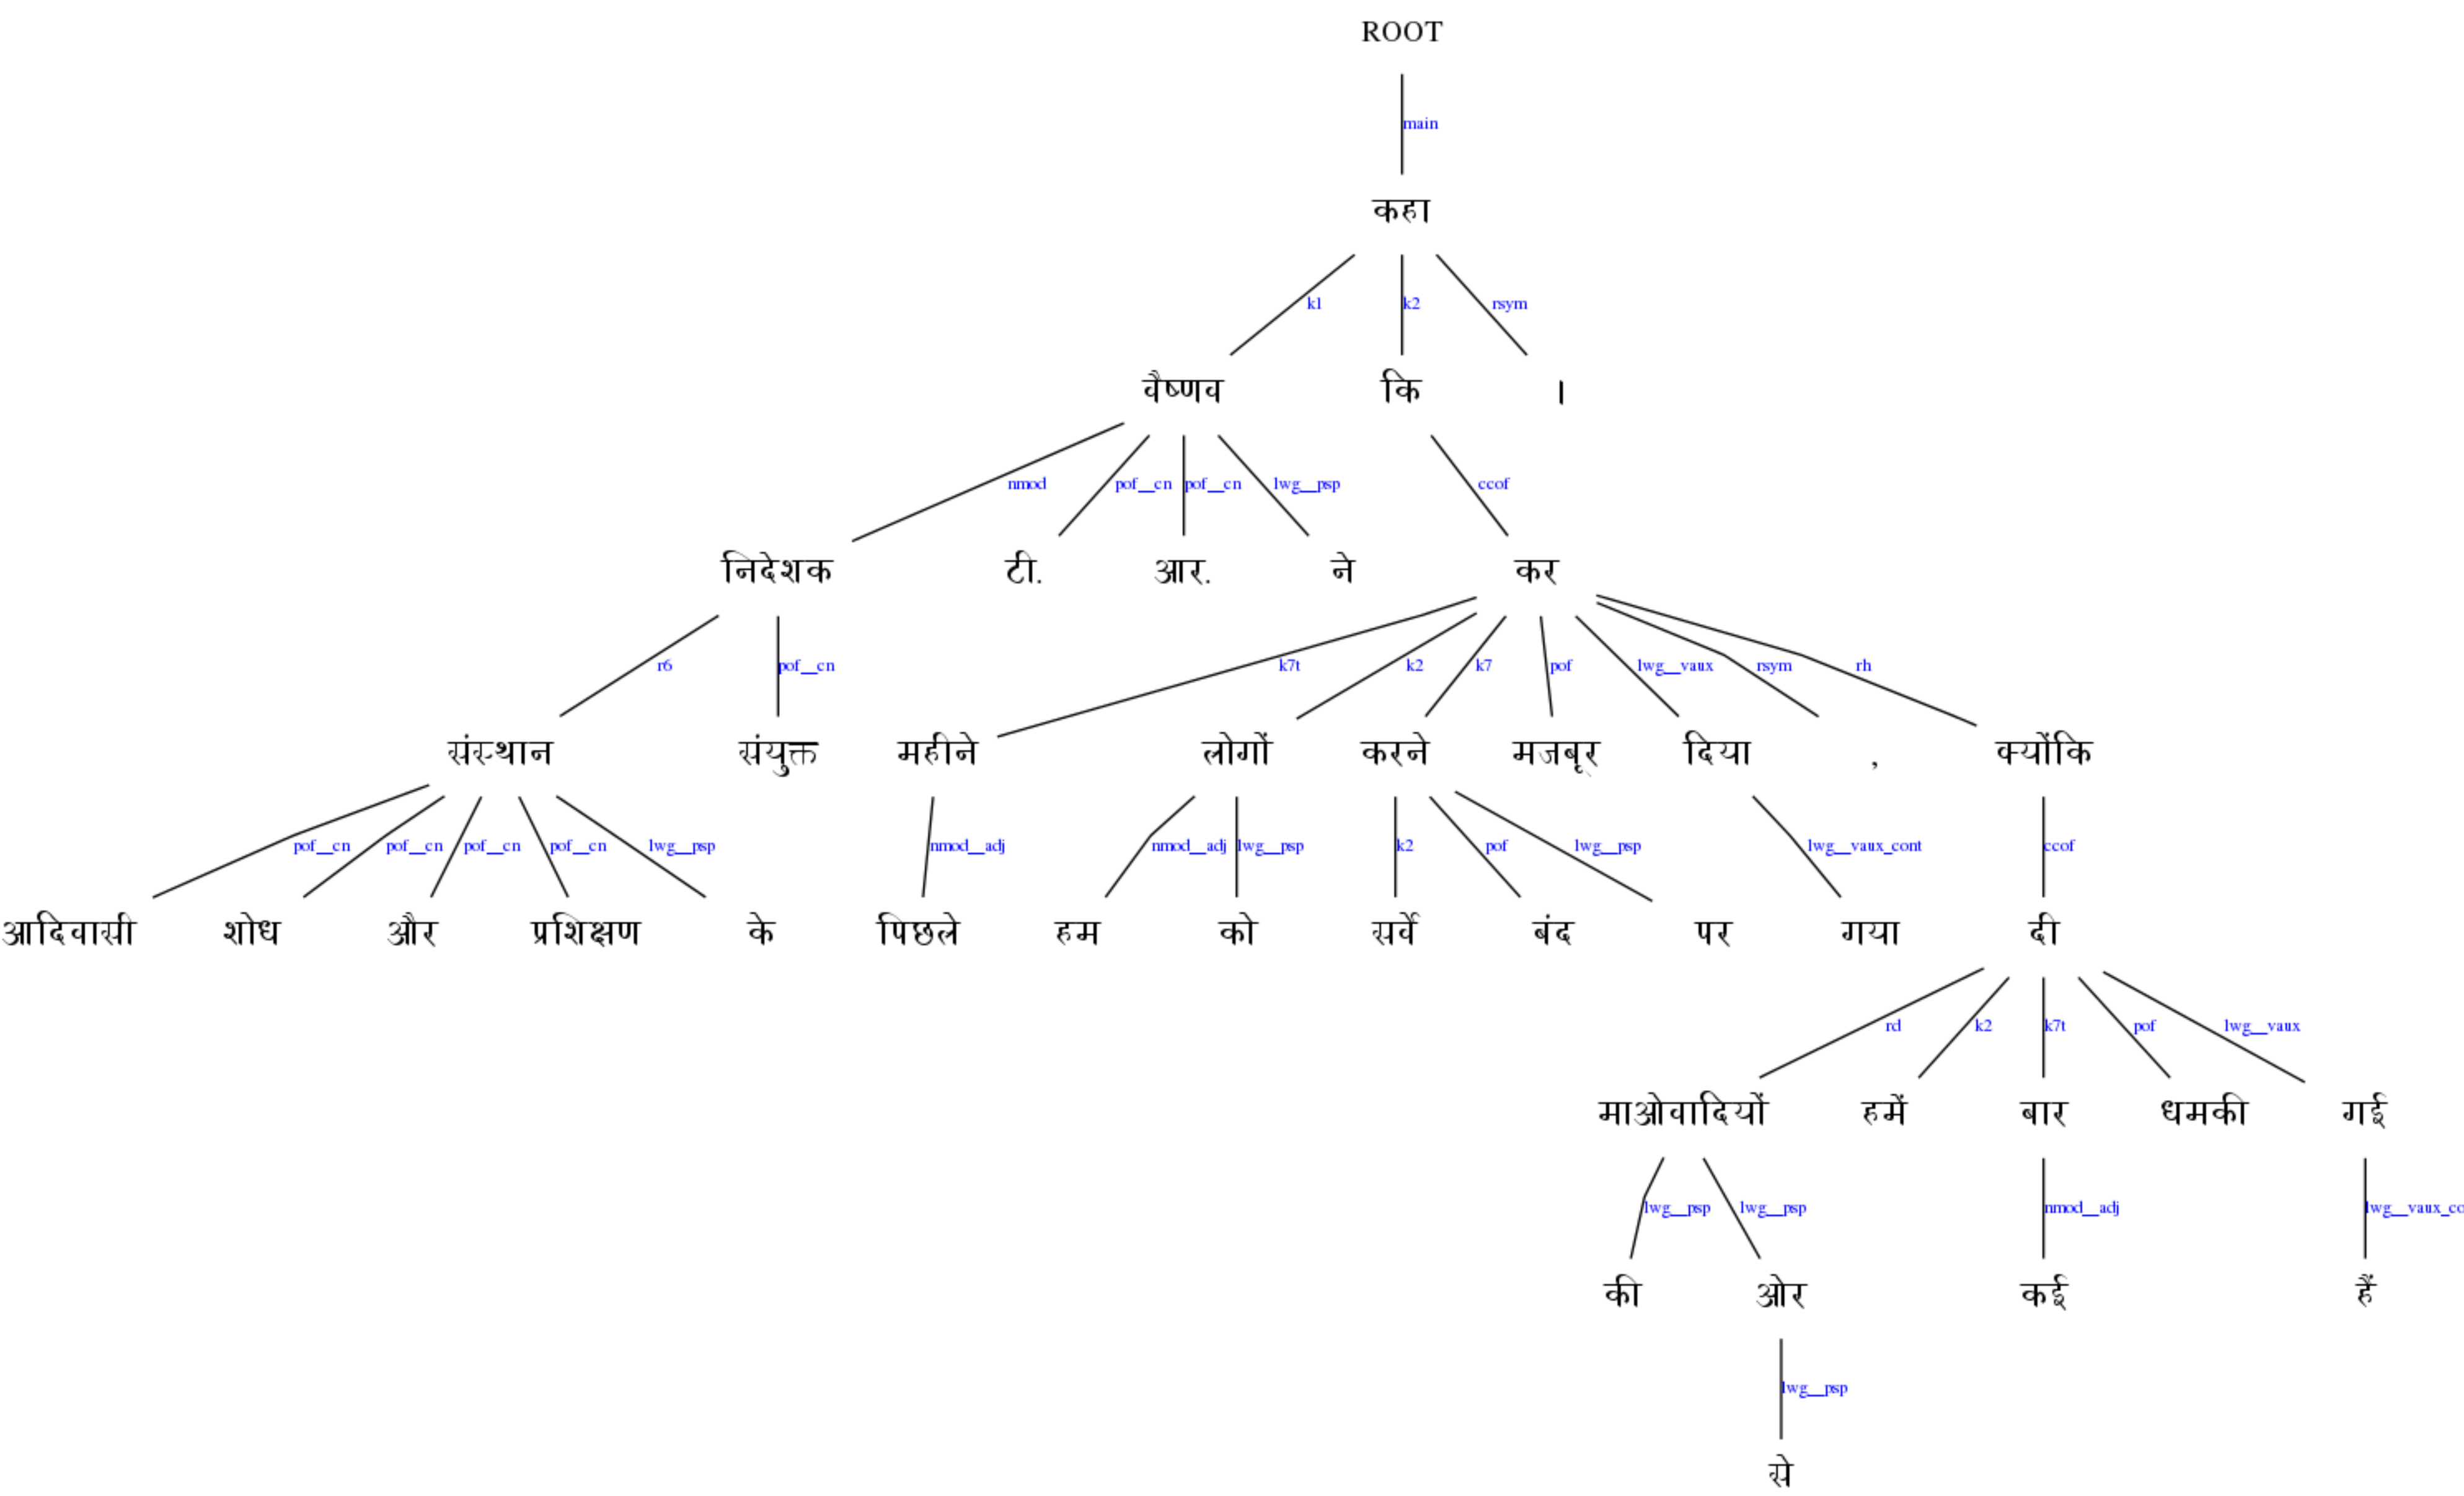 ROOT
main
कहा
k1 k2 rsym
वैष्णव कि ।
nmod pof__cn pof__cn lwg__psp ccof
निदेशक टी. आर. ने कर
r6 pof__cn k7t k2 k7 pof lwg__vaux rsym rh
संस्थान संयुक्त महीने लोगों करने मजबूर दिया , क्योंकि
pof__cn pof__cn pof__cn pof__cn lwg__psp nmod__adj nmod__adj lwg__psp k2 pof lwg__psp lwg__vaux_cont ccof
आदिवासी शोध और प्रशिक्षण के पिछले हम को सर्वे बंद पर गया दी
rd k2 k7t pof lwg__vaux
माओवादियों हमें बार धमकी गई
lwg__psp lwg__psp nmod__adj lwg__vaux_co
की ओर कई हैं
lwg__psp
से